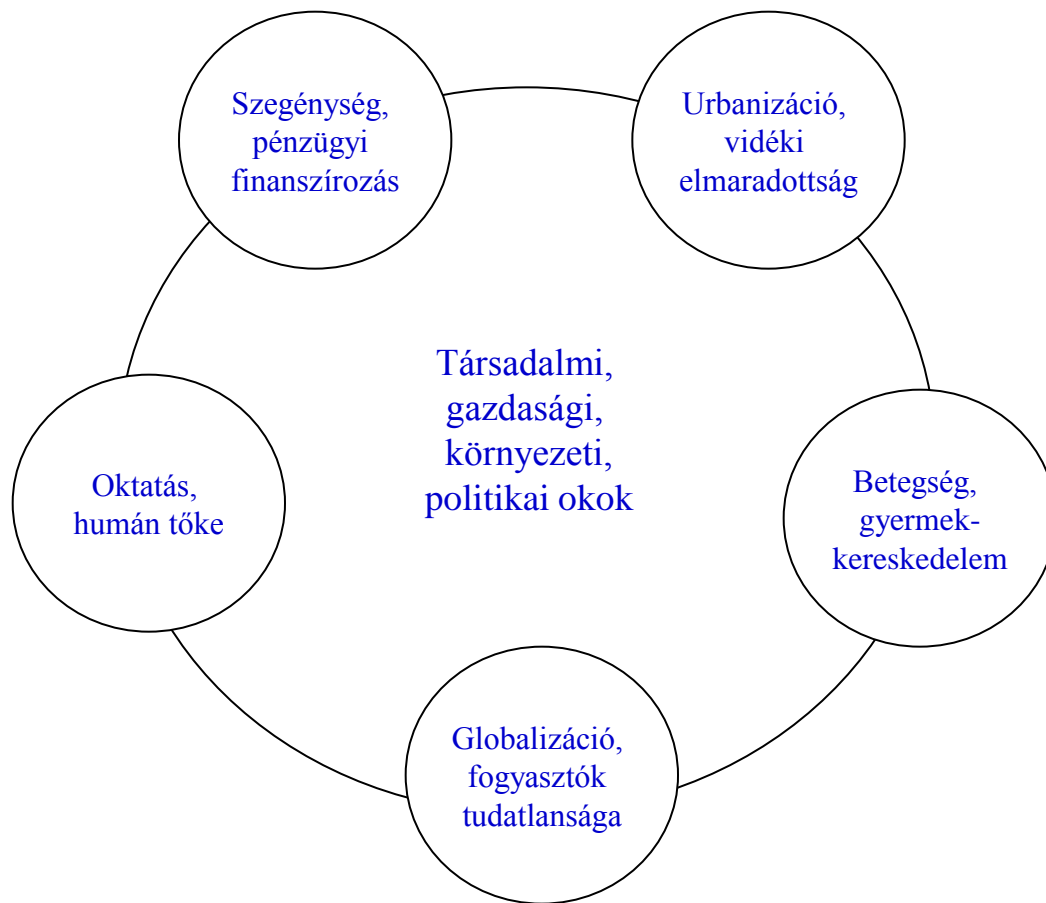 Szegénység,
pénzügyi
finanszírozás
Urbanizáció,
vidéki
elmaradottság
Társadalmi,
gazdasági,
környezeti,
politikai okok
Oktatás,
humán tőke
Betegség,
gyermek-
kereskedelem
Globalizáció,
fogyasztók
tudatlansága